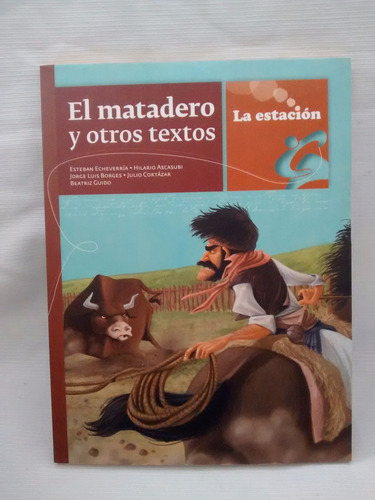 El matadero
y otros textos
Esteban Echeverría • Hilario Ascasubi
Jorge Luis Borges • Julio Cortázar
Beatriz Guido
La estación